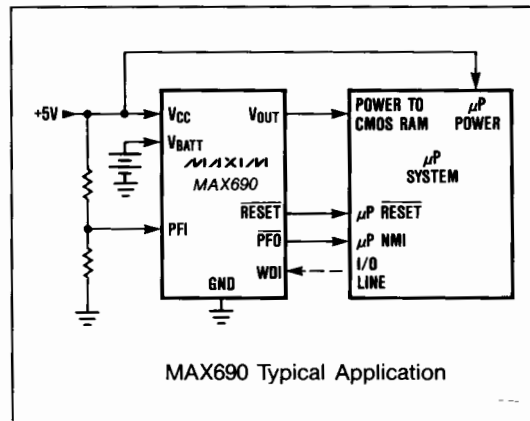 +5V
VCC
VBATT
MAXIM
MAX690
PFI
GND
VOUT
RESET
PFO
WDI
POWER TO
CMOS RAM
μP
POWER
μP
SYSTEM
μP RESET
μP NMI
I/O
LINE
MAX690 Typical Application